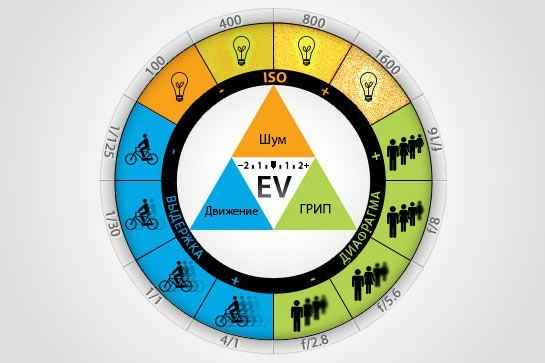 400
800
100
1600
ISO
-
+
1/125
f/16
-
+
Шум
−2 1 1 2+
EV
Движение
ГРИП
1/30
f/8
ВЫДЕРЖКА
ДИАФРАГМА
+
-
1/1
f/5.6
4/1
f/2.8